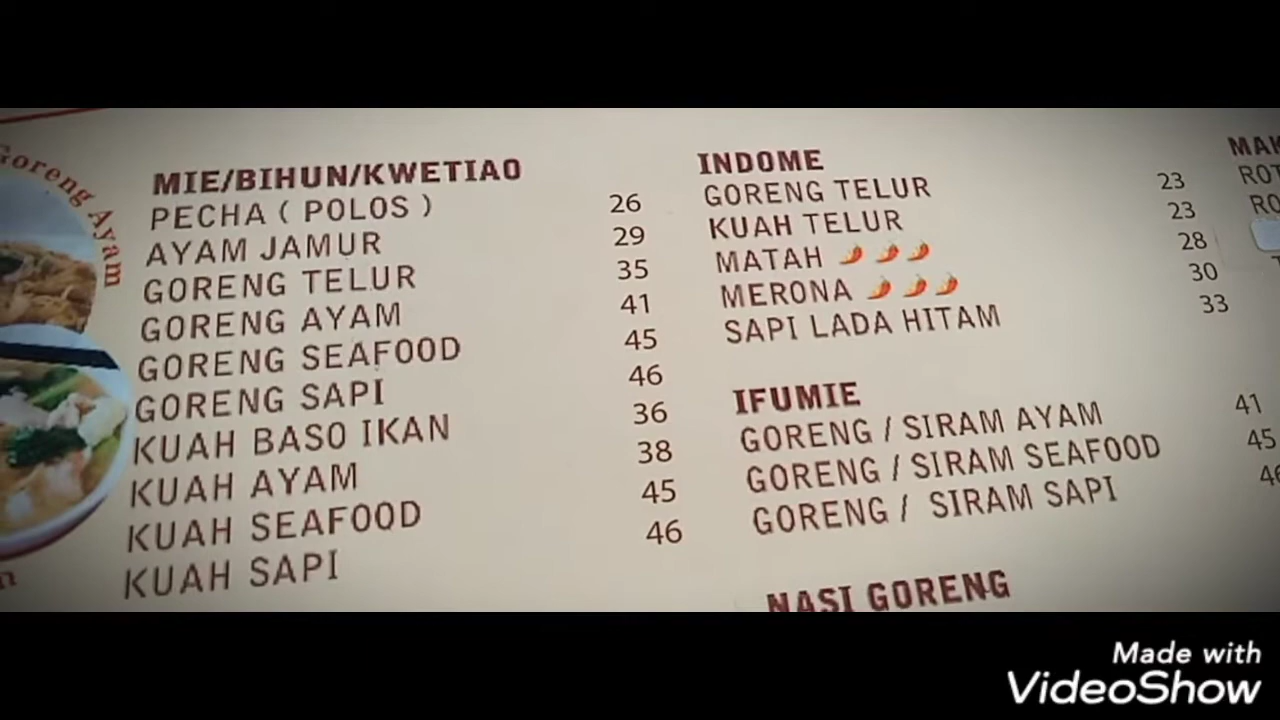 Goreng Ayam
MIE/BIHUN/KWETIAO
PECHA ( POLOS ) 26
AYAM JAMUR 29
GORENG TELUR 35
GORENG AYAM 41
GORENG SEAFOOD 45
GORENG SAPI 46
KUAH BASO IKAN 36
KUAH AYAM 38
KUAH SEAFOOD 45
KUAH SAPI 46
INDOME
GORENG TELUR 23
KUAH TELUR 23
MATAH 🌶🌶🌶 28
MERONA 🌶🌶🌶 30
SAPI LADA HITAM 33
IFUMIE
GORENG / SIRAM AYAM 41
GORENG / SIRAM SEAFOOD 45
GORENG / SIRAM SAPI 46
NASI GORENG
Made with
VideoShow